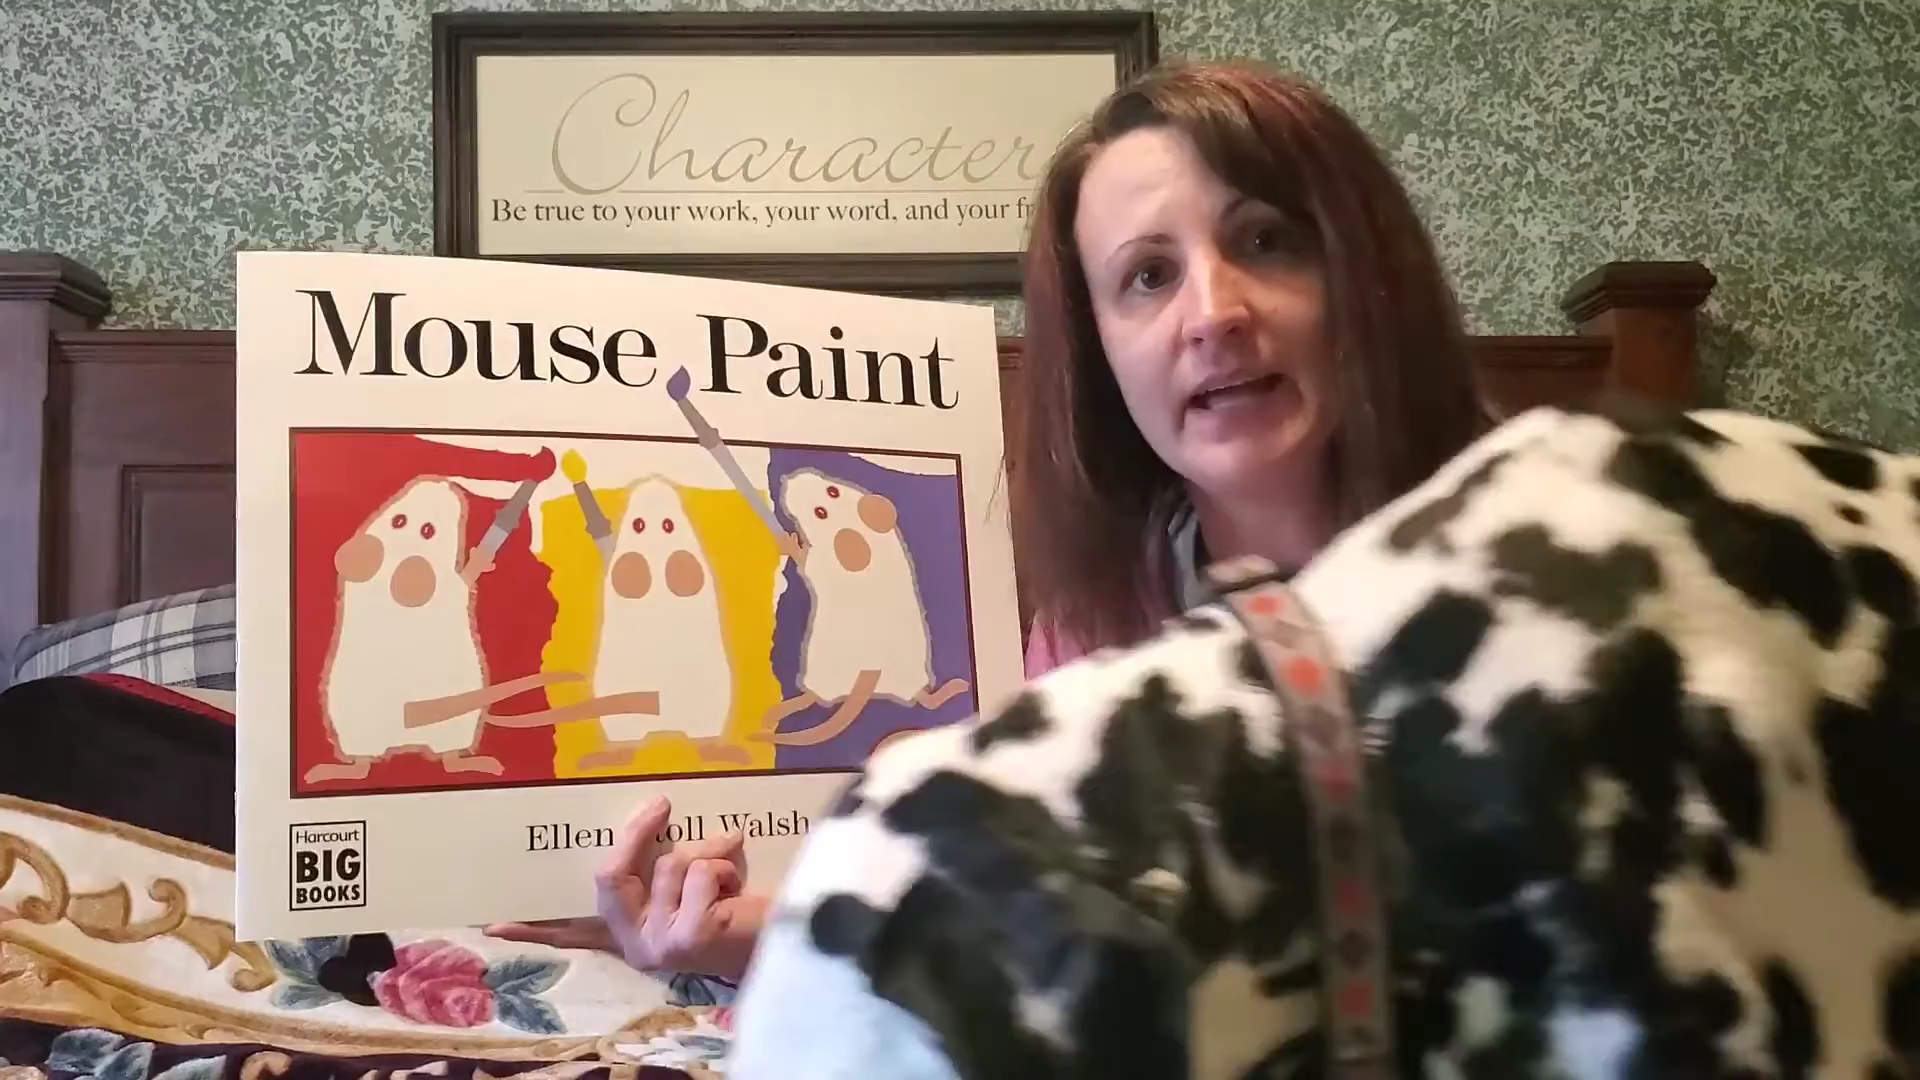 Character
Be true to your work, your word, and your
Mouse Paint
Ellen Walsh
Harcourt
BIG
BOOKS